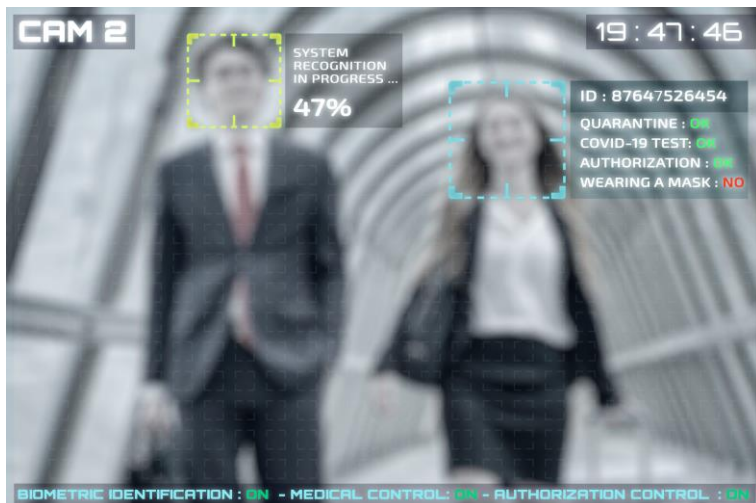 CAM 2
19:47:46
SYSTEM
RECOGNITION
IN PROGRESS ...
47%
ID : 87647526454
QUARANTINE : OK
COVID-19 TEST: OK
AUTHORIZATION : OK
WEARING A MASK : NO
BIOMETRIC IDENTIFICATION : ON - MEDICAL CONTROL: ON - AUTHORIZATION CONTROL : ON